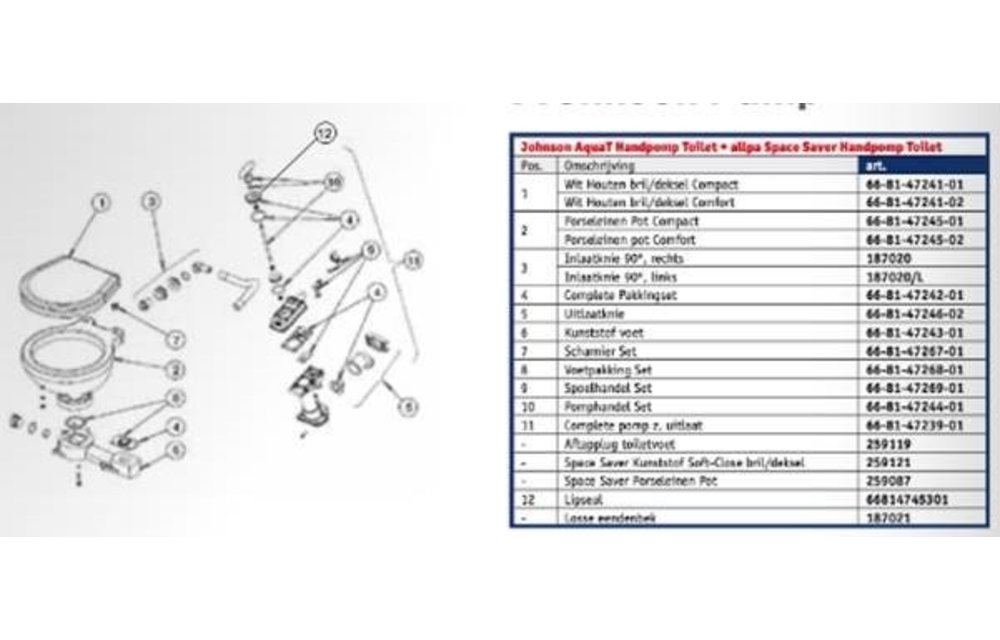 12
10
1
3
4
9
11
4
7
2
8
4
6
5
Johnson AquaT Handpomp Toilet • allpa Space Saver Handpomp Toilet
Pos. Omschrijving art.
1 Wit Houten bril/deksel Compact 66-81-47241-01
Wit Houten bril/deksel Comfort 66-81-47241-02
2 Porseleinen Pot Compact 66-81-47245-01
Porseleinen pot Comfort 66-81-47245-02
3 Inlaatknie 90°, rechts 187020
Inlaatknie 90°, links 187020/L
4 Complete Pakkingset 66-81-47242-01
5 Uitlaatknie 66-81-47246-02
6 Kunststof voet 66-81-47243-01
7 Scharnier Set 66-81-47267-01
8 Voetpakking Set 66-81-47268-01
9 Spoelhandel Set 66-81-47269-01
10 Pomphandel Set 66-81-47244-01
11 Complete pomp z. uitlaat 66-81-47239-01
- Aftapplug toiletvoet 259119
- Space Saver Kunststof Soft-Close bril/deksel 259121
- Space Saver Porseleinen Pot 259087
12 Lipseal 66814745301
- Losse eendenbek 187021